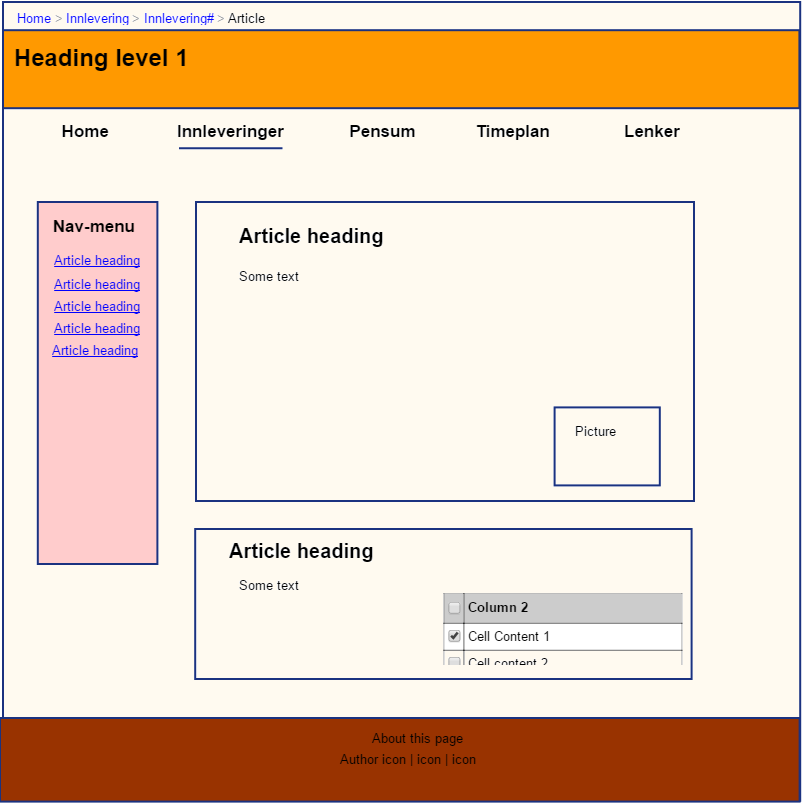 Home > Innlevering > Innlevering# > Article
Heading level 1
Home Innleveringer Pensum Timeplan Lenker
Nav-menu
Article heading
Article heading
Article heading
Article heading
Article heading
Article heading
Some text
Picture
Article heading
Some text
Column 2
Cell Content 1
Cell content 2
About this page
Author icon | icon | icon